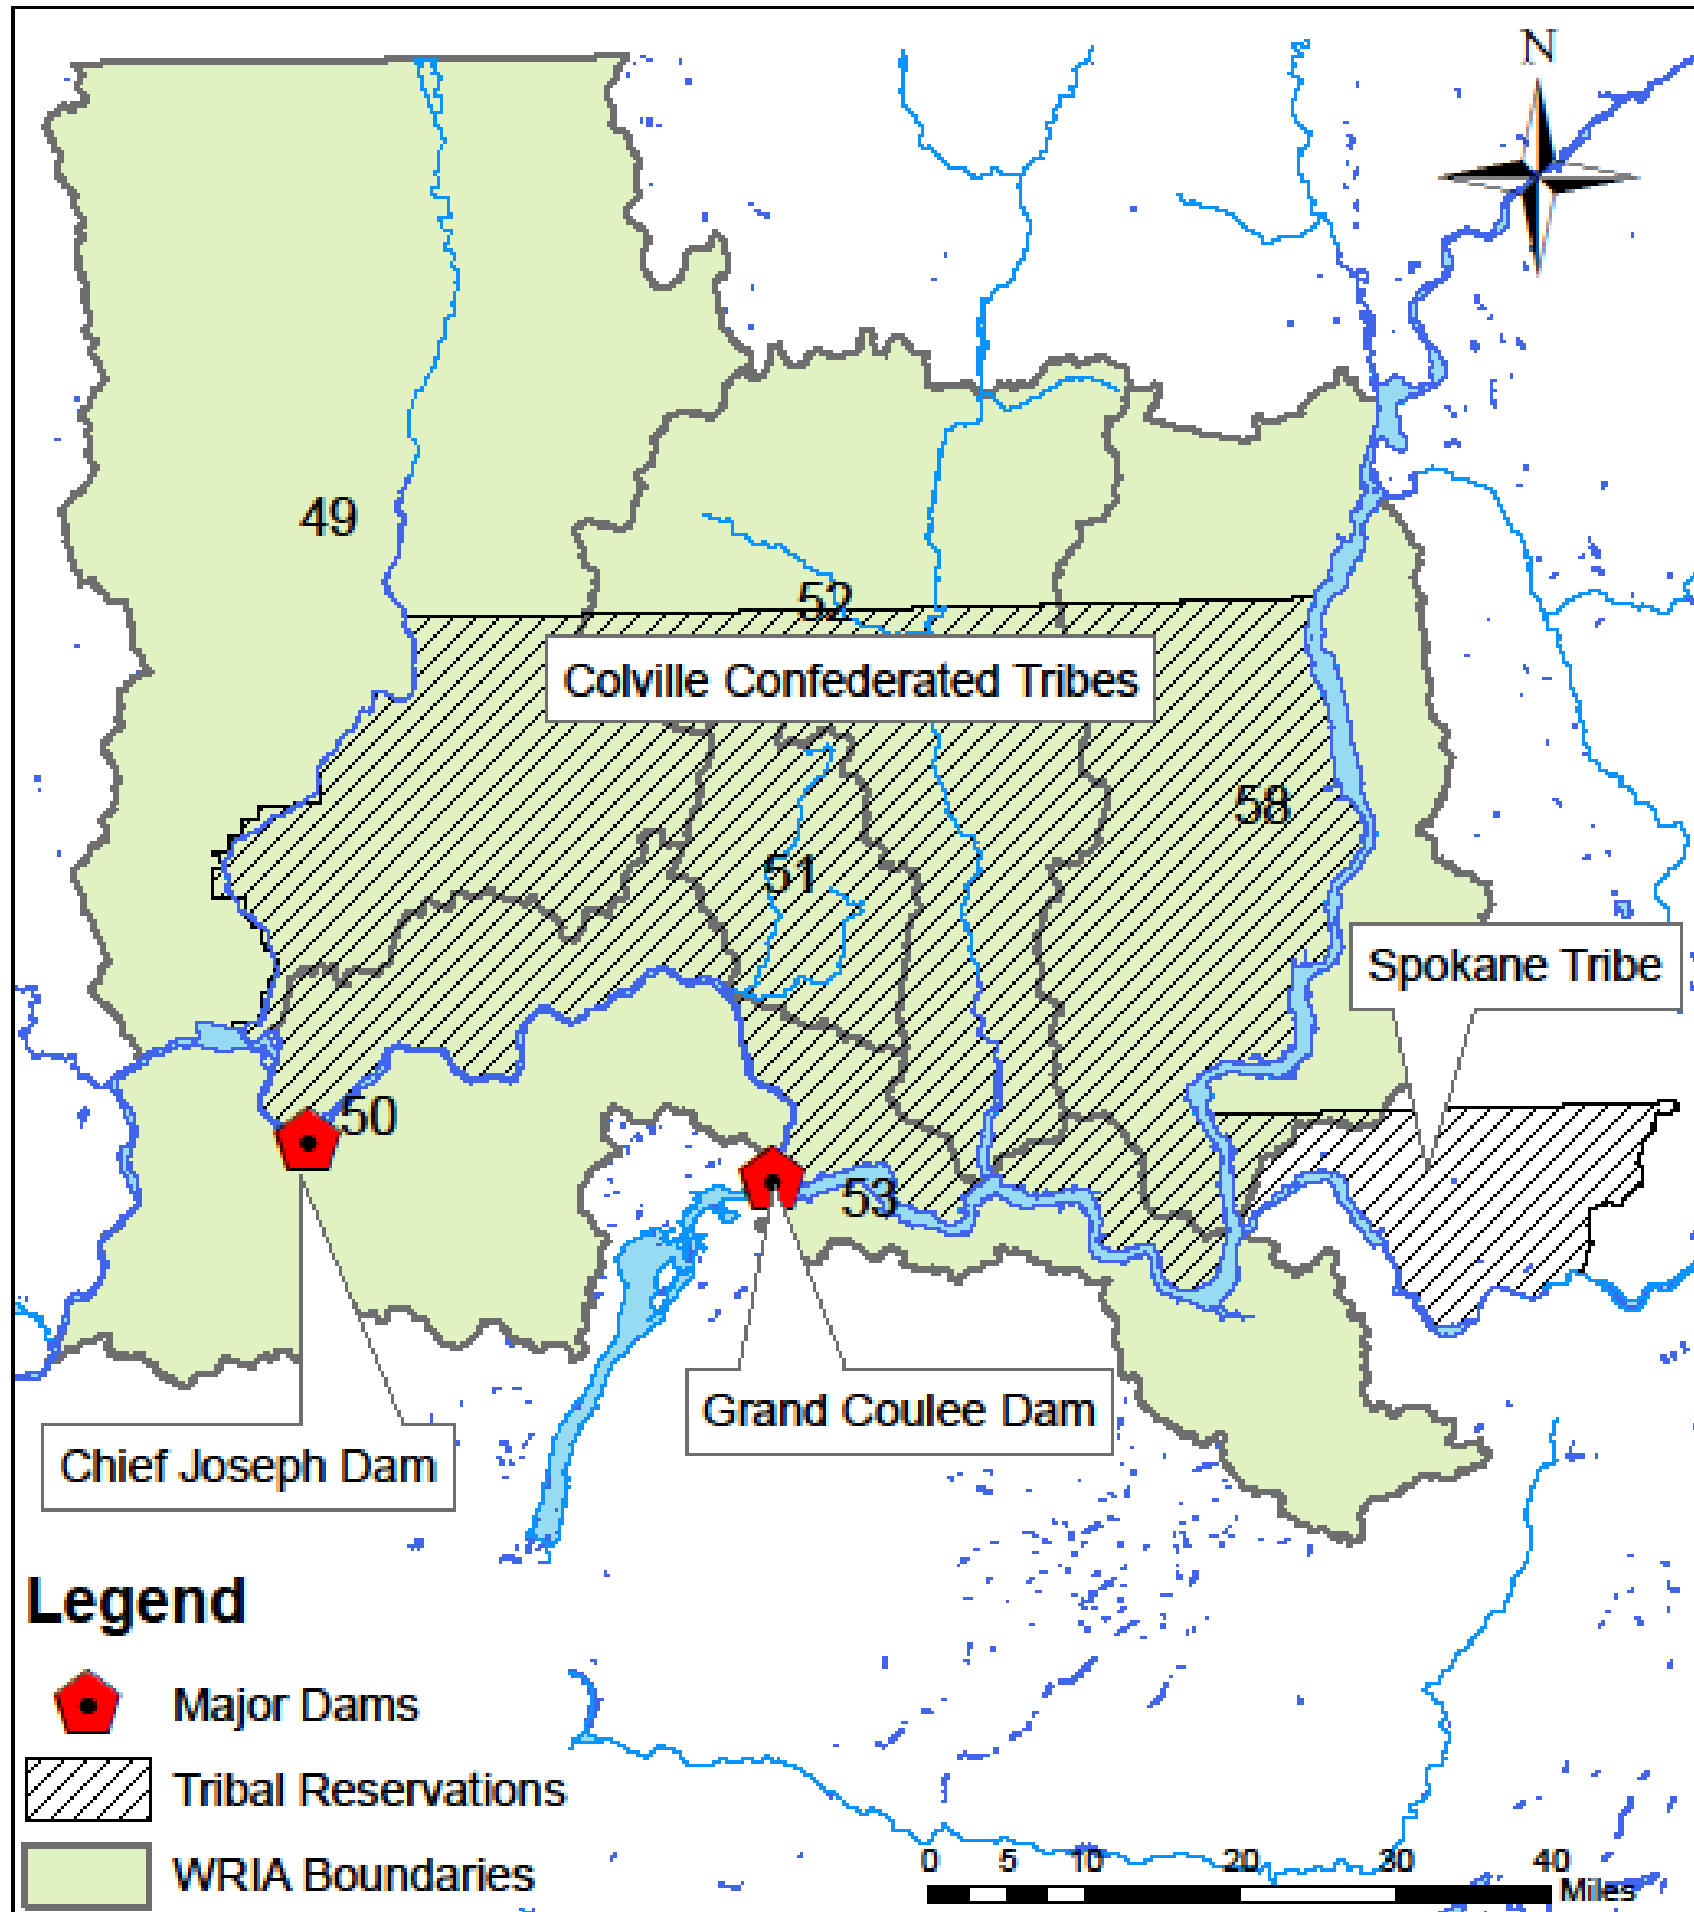 N
49
52
Colville Confederated Tribes
58
51
Spokane Tribe
50
53
Grand Coulee Dam
Chief Joseph Dam
Legend
Major Dams
Tribal Reservations
WRIA Boundaries
0 5 10 20 30 40
Miles